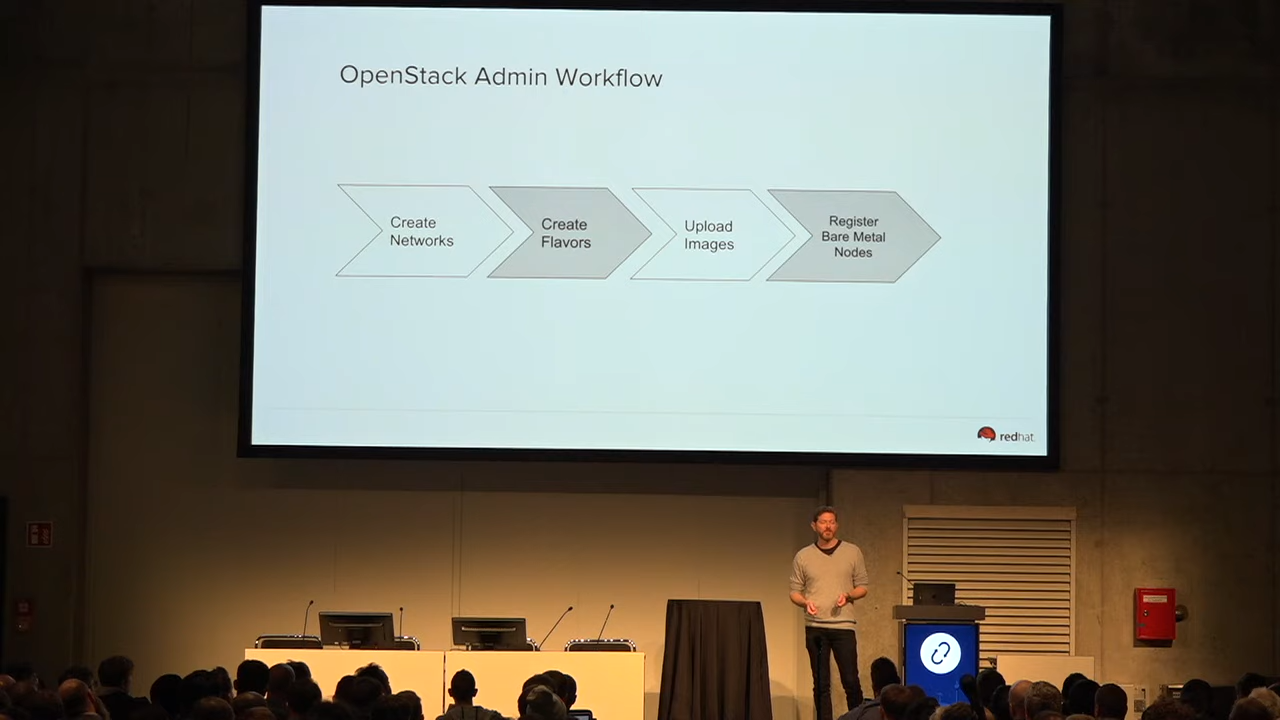 OpenStack Admin Workflow
Create
Networks
Create
Flavors
Upload
Images
Register
Bare Metal
Nodes
redhat.